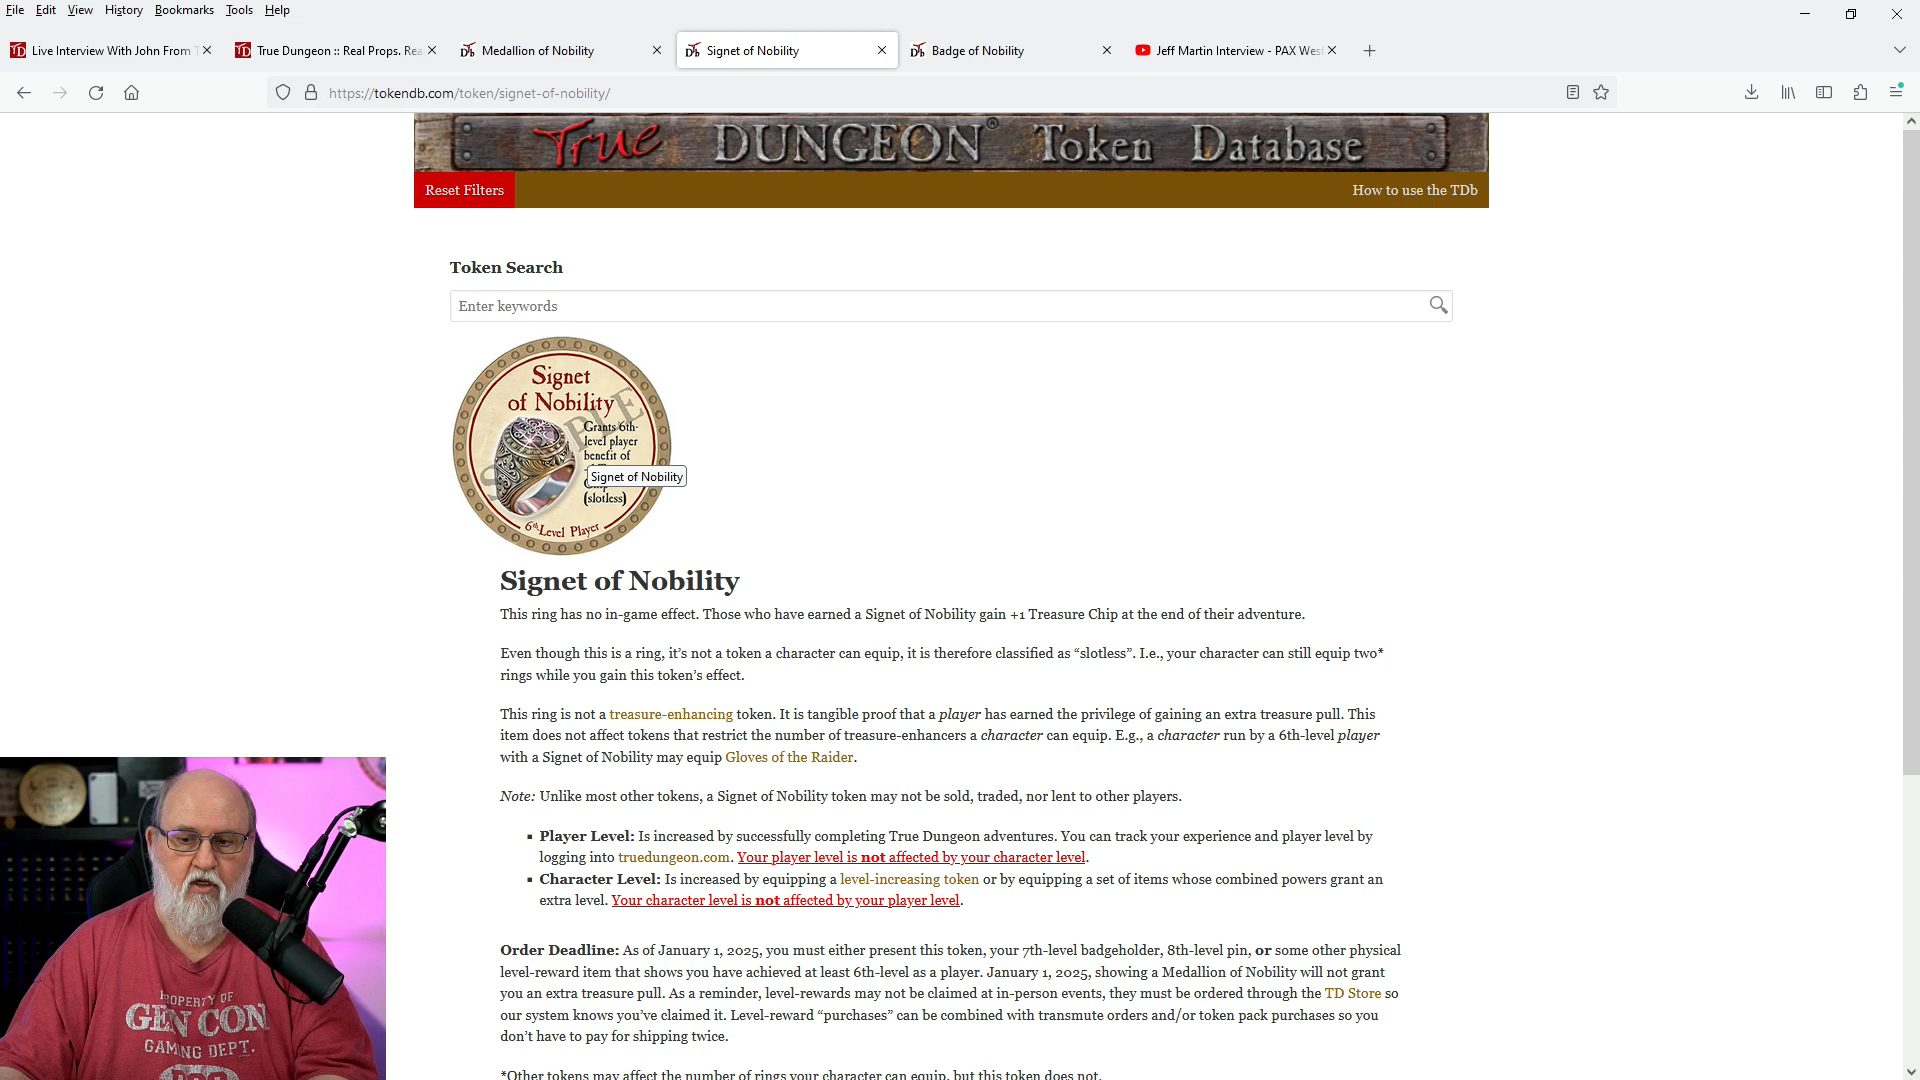 File Edit View History Bookmarks Tools Help
Live Interview With John From T
True Dungeon :: Real Props. Rea
Medallion of Nobility
Signet of Nobility
Badge of Nobility
Jeff Martin Interview - PAX Wes
https://tokendb.com/token/signet-of-nobility/
True DUNGEON® Token Database
Reset Filters
How to use the TDb
Token Search
Enter keywords
Signet
of Nobility
Grants 6th-
level player
benefit of
(slotless)
6th Level Player
SAMPLE
Signet of Nobility
Signet of Nobility
This ring has no in-game effect. Those who have earned a Signet of Nobility gain +1 Treasure Chip at the end of their adventure.
Even though this is a ring, it's not a token a character can equip, it is therefore classified as “slotless”. I.e., your character can still equip two*
rings while you gain this token's effect.
This ring is not a treasure-enhancing token. It is tangible proof that a player has earned the privilege of gaining an extra treasure pull. This
item does not affect tokens that restrict the number of treasure-enhancers a character can equip. E.g., a character run by a 6th-level player
with a Signet of Nobility may equip Gloves of the Raider.
Note: Unlike most other tokens, a Signet of Nobility token may not be sold, traded, nor lent to other players.
▪ Player Level: Is increased by successfully completing True Dungeon adventures. You can track your experience and player level by
logging into truedungeon.com. Your player level is not affected by your character level.
▪ Character Level: Is increased by equipping a level-increasing token or by equipping a set of items whose combined powers grant an
extra level. Your character level is not affected by your player level.
Order Deadline: As of January 1, 2025, you must either present this token, your 7th-level badgeholder, 8th-level pin, or some other physical
level-reward item that shows you have achieved at least 6th-level as a player. January 1, 2025, showing a Medallion of Nobility will not grant
you an extra treasure pull. As a reminder, level-rewards may not be claimed at in-person events, they must be ordered through the TD Store so
our system knows you've claimed it. Level-reward “purchases” can be combined with transmute orders and/or token pack purchases so you
don't have to pay for shipping twice.
*Other tokens may affect the number of rings your character can equip, but this token does not.
PROPERTY OF
GEN CON
GAMING DEPT.